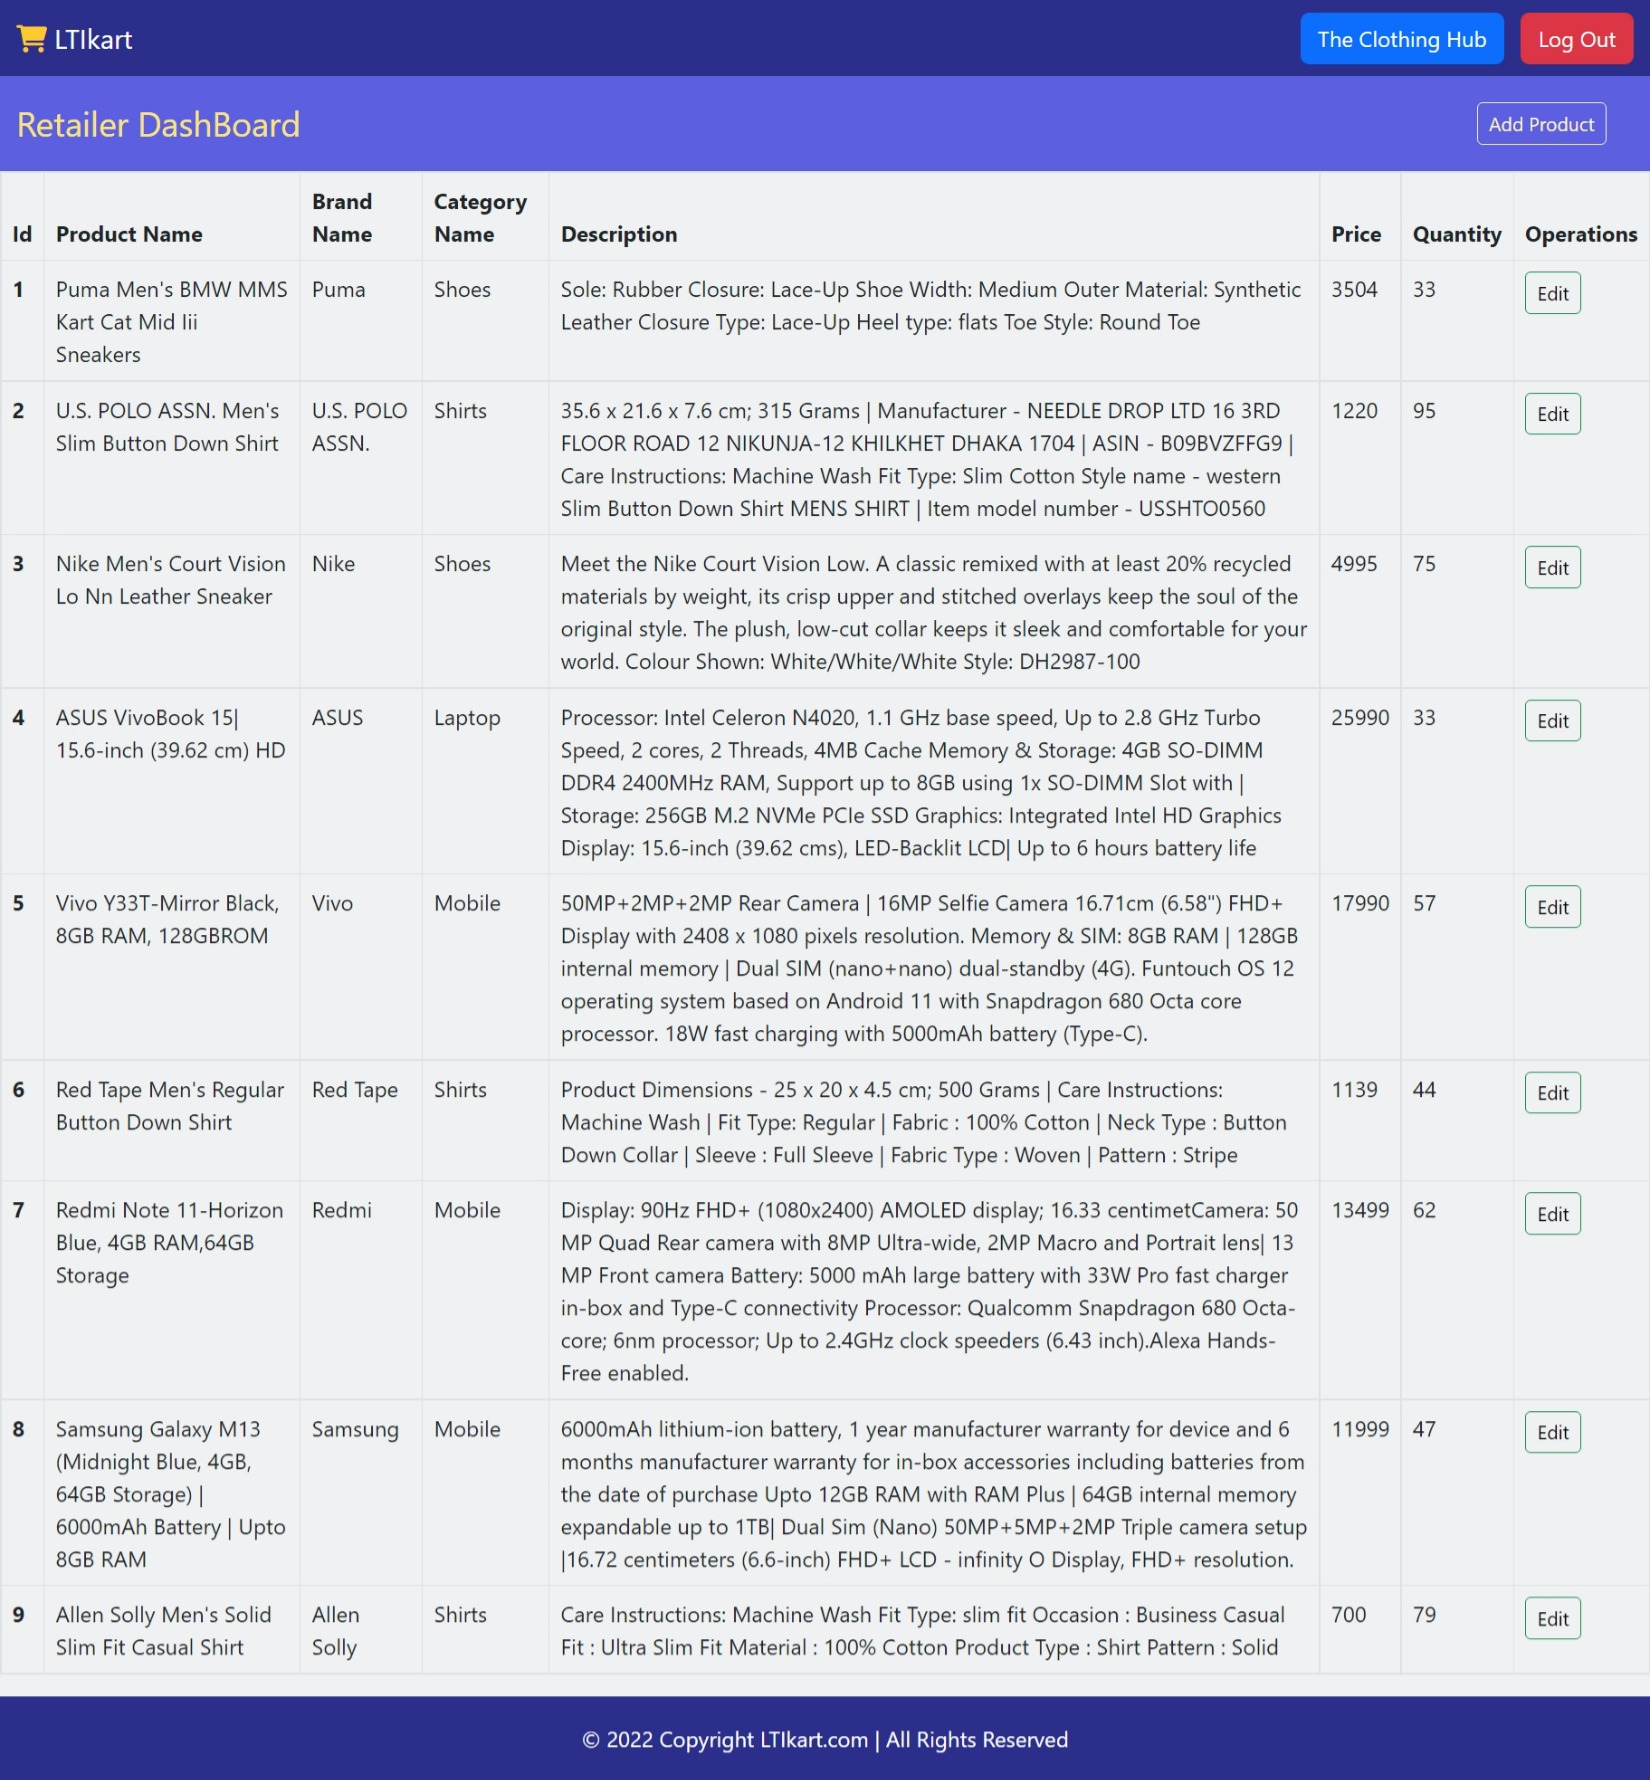 LTIkart
The Clothing Hub
Log Out
Retailer DashBoard
Add Product
Id
Product Name
Brand
Name
Category
Name
Description
Price
Quantity
Operations
1
Puma Men's BMW MMS
Kart Cat Mid Iii
Sneakers
Puma
Shoes
Sole: Rubber Closure: Lace-Up Shoe Width: Medium Outer Material: Synthetic
Leather Closure Type: Lace-Up Heel type: flats Toe Style: Round Toe
3504
33
Edit
2
U.S. POLO ASSN. Men's
Slim Button Down Shirt
U.S. POLO
ASSN.
Shirts
35.6 x 21.6 x 7.6 cm; 315 Grams | Manufacturer - NEEDLE DROP LTD 16 3RD
FLOOR ROAD 12 NIKUNJA-12 KHILKHET DHAKA 1704 | ASIN - B09BVZFFG9 |
Care Instructions: Machine Wash Fit Type: Slim Cotton Style name - western
Slim Button Down Shirt MENS SHIRT | Item model number - USSHTO0560
1220
95
Edit
3
Nike Men's Court Vision
Lo Nn Leather Sneaker
Nike
Shoes
Meet the Nike Court Vision Low. A classic remixed with at least 20% recycled
materials by weight, its crisp upper and stitched overlays keep the soul of the
original style. The plush, low-cut collar keeps it sleek and comfortable for your
world. Colour Shown: White/White/White Style: DH2987-100
4995
75
Edit
4
ASUS VivoBook 15|
15.6-inch (39.62 cm) HD
ASUS
Laptop
Processor: Intel Celeron N4020, 1.1 GHz base speed, Up to 2.8 GHz Turbo
Speed, 2 cores, 2 Threads, 4MB Cache Memory & Storage: 4GB SO-DIMM
DDR4 2400MHz RAM, Support up to 8GB using 1x SO-DIMM Slot with |
Storage: 256GB M.2 NVMe PCIe SSD Graphics: Integrated Intel HD Graphics
Display: 15.6-inch (39.62 cms), LED-Backlit LCD| Up to 6 hours battery life
25990
33
Edit
5
Vivo Y33T-Mirror Black,
8GB RAM, 128GBROM
Vivo
Mobile
50MP+2MP+2MP Rear Camera | 16MP Selfie Camera 16.71cm (6.58") FHD+
Display with 2408 x 1080 pixels resolution. Memory & SIM: 8GB RAM | 128GB
internal memory | Dual SIM (nano+nano) dual-standby (4G). Funtouch OS 12
operating system based on Android 11 with Snapdragon 680 Octa core
processor. 18W fast charging with 5000mAh battery (Type-C).
17990
57
Edit
6
Red Tape Men's Regular
Button Down Shirt
Red Tape
Shirts
Product Dimensions - 25 x 20 x 4.5 cm; 500 Grams | Care Instructions:
Machine Wash | Fit Type: Regular | Fabric : 100% Cotton | Neck Type : Button
Down Collar | Sleeve : Full Sleeve | Fabric Type : Woven | Pattern : Stripe
1139
44
Edit
7
Redmi Note 11-Horizon
Blue, 4GB RAM,64GB
Storage
Redmi
Mobile
Display: 90Hz FHD+ (1080x2400) AMOLED display; 16.33 centimetCamera: 50
MP Quad Rear camera with 8MP Ultra-wide, 2MP Macro and Portrait lens| 13
MP Front camera Battery: 5000 mAh large battery with 33W Pro fast charger
in-box and Type-C connectivity Processor: Qualcomm Snapdragon 680 Octa-
core; 6nm processor; Up to 2.4GHz clock speeders (6.43 inch).Alexa Hands-
Free enabled.
13499
62
Edit
8
Samsung Galaxy M13
(Midnight Blue, 4GB,
64GB Storage) |
6000mAh Battery | Upto
8GB RAM
Samsung
Mobile
6000mAh lithium-ion battery, 1 year manufacturer warranty for device and 6
months manufacturer warranty for in-box accessories including batteries from
the date of purchase Upto 12GB RAM with RAM Plus | 64GB internal memory
expandable up to 1TB| Dual Sim (Nano) 50MP+5MP+2MP Triple camera setup
|16.72 centimeters (6.6-inch) FHD+ LCD - infinity O Display, FHD+ resolution.
11999
47
Edit
9
Allen Solly Men's Solid
Slim Fit Casual Shirt
Allen
Solly
Shirts
Care Instructions: Machine Wash Fit Type: slim fit Occasion : Business Casual
Fit : Ultra Slim Fit Material : 100% Cotton Product Type : Shirt Pattern : Solid
700
79
Edit
© 2022 Copyright LTIkart.com | All Rights Reserved